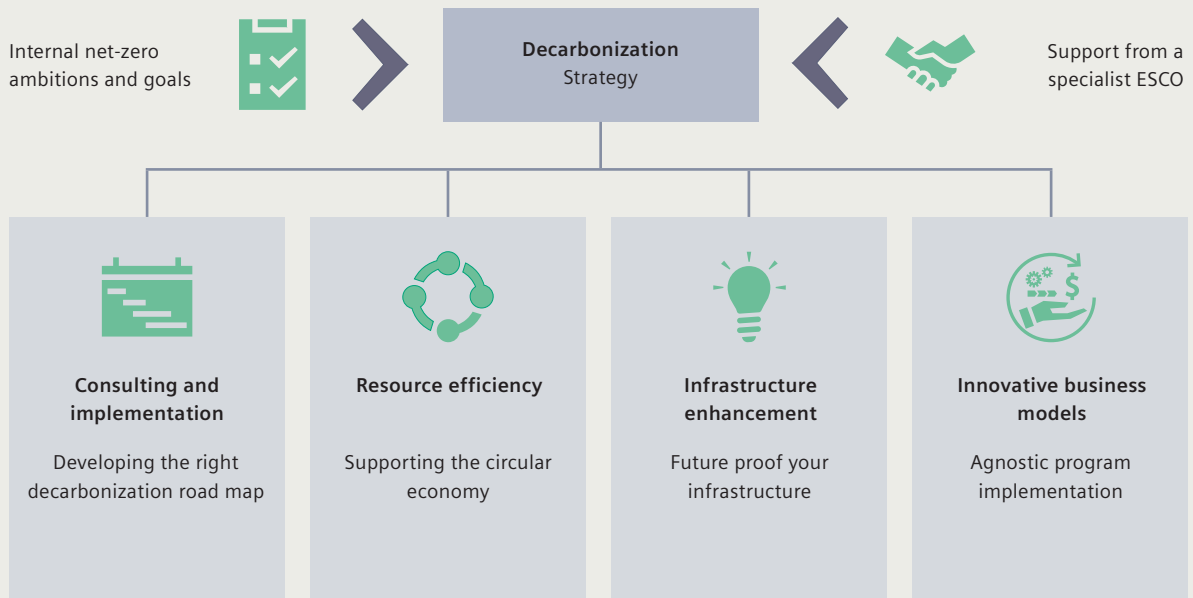 Internal net-zero
ambitions and goals
Decarbonization
Strategy
Support from a
specialist ESCO
Consulting and
implementation
Developing the right
decarbonization road map
Resource efficiency
Supporting the circular
economy
Infrastructure
enhancement
Future proof your
infrastructure
Innovative business
models
$
Agnostic program
implementation